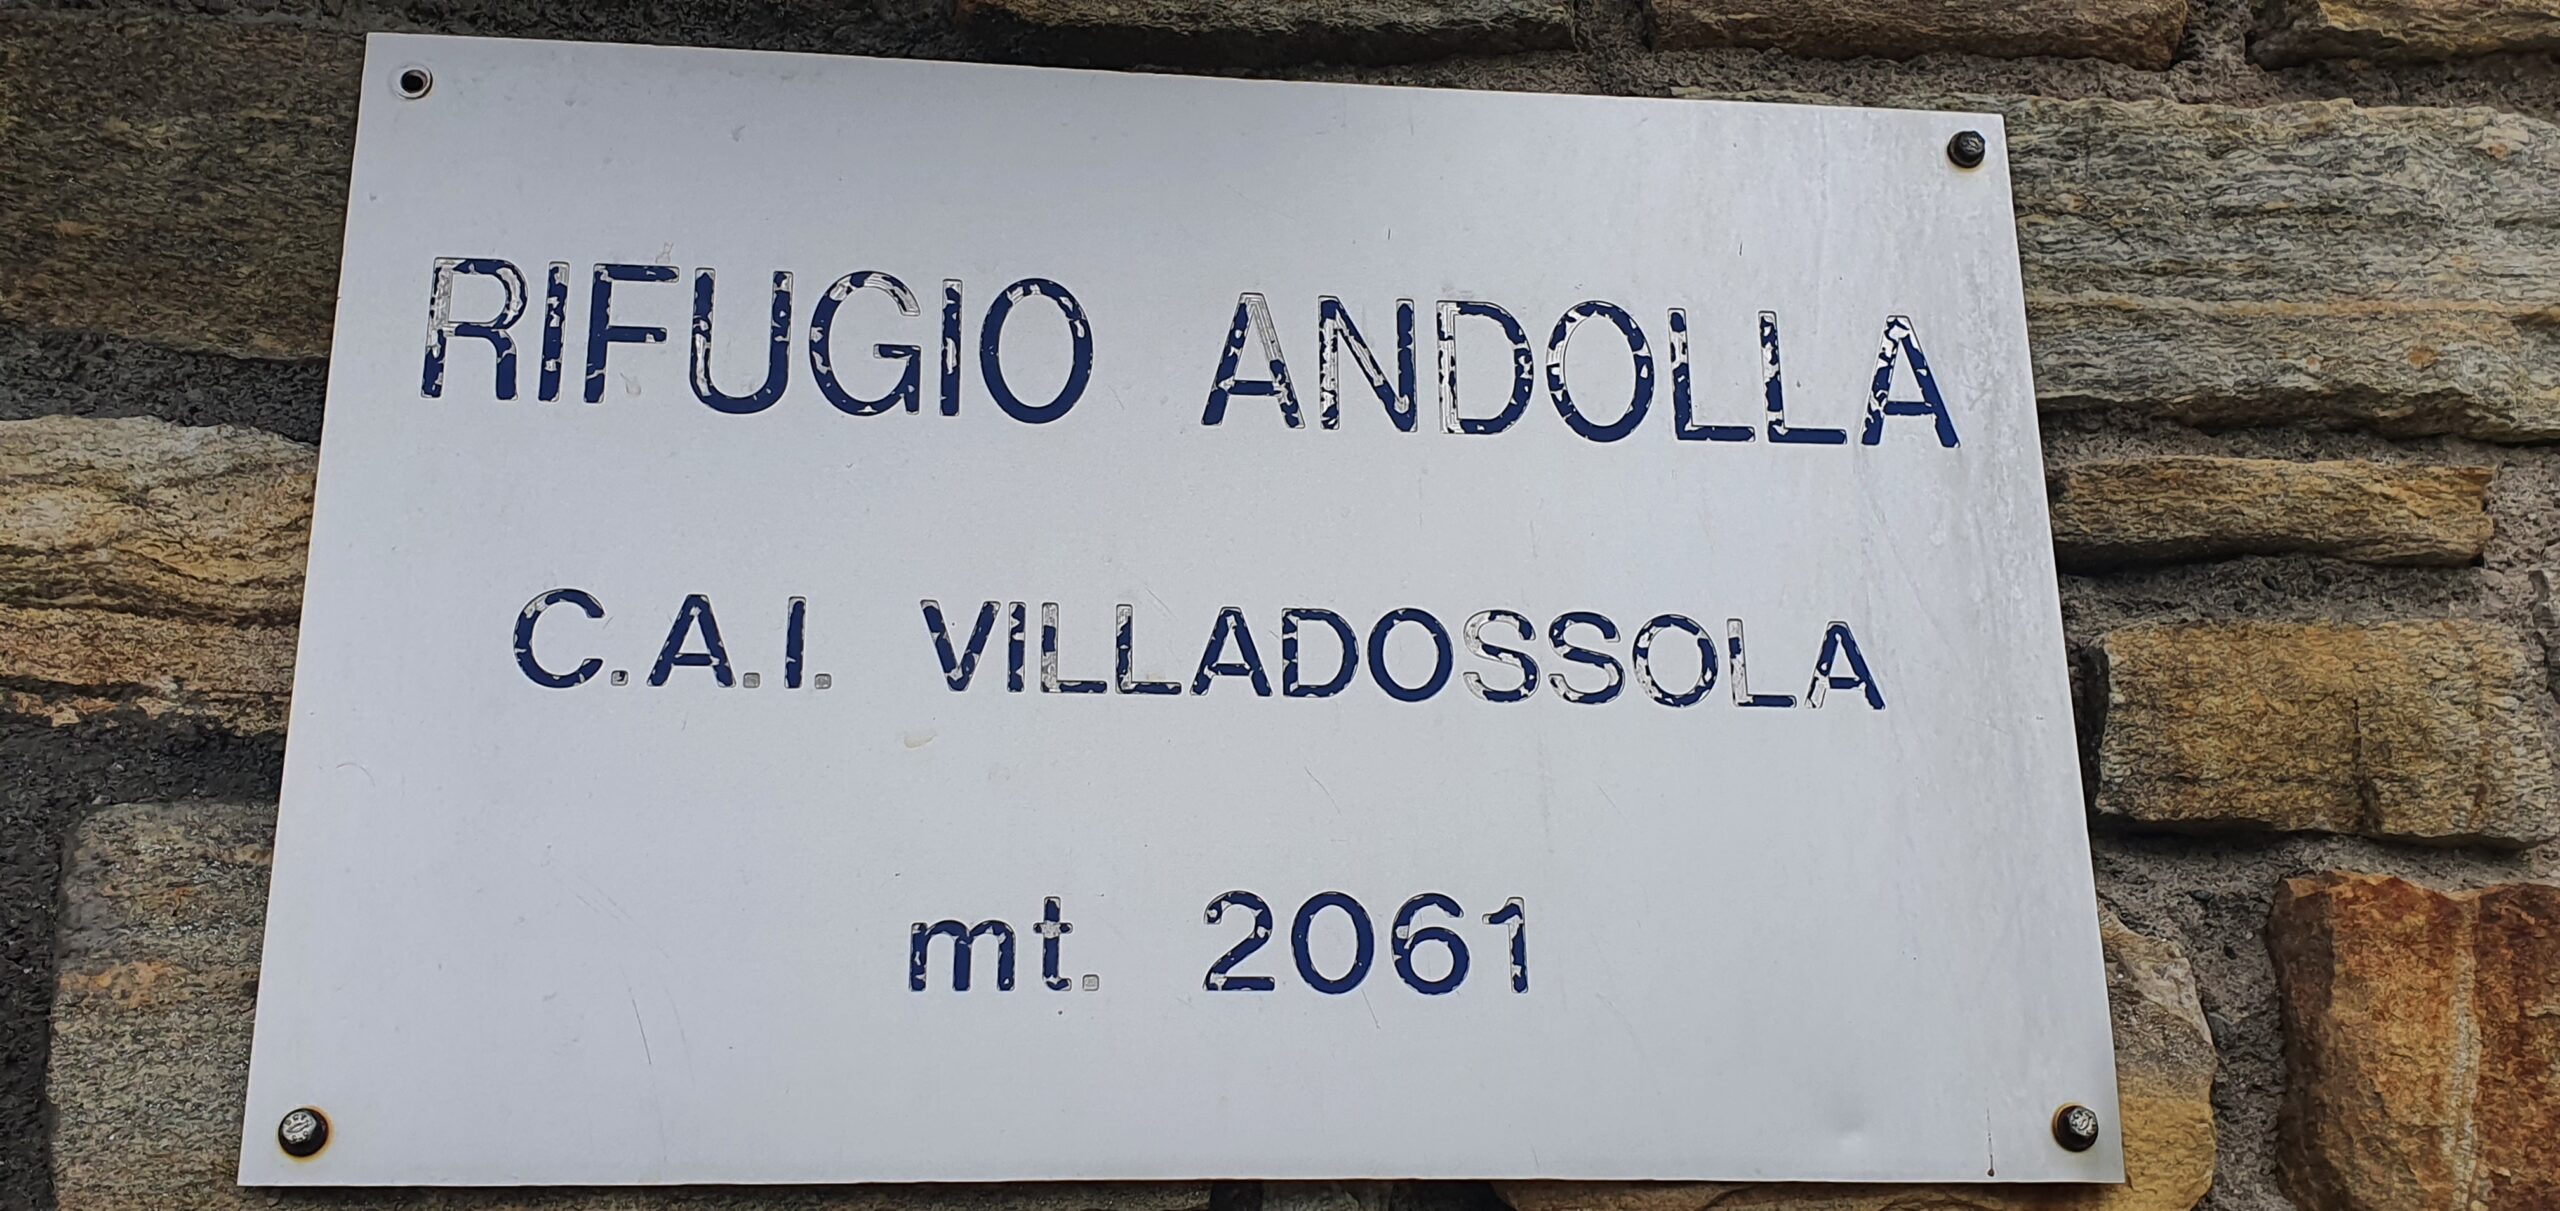 RIFUGIO ANDOLLA
C.A.I. VILLADOSSOLA
mt. 2061